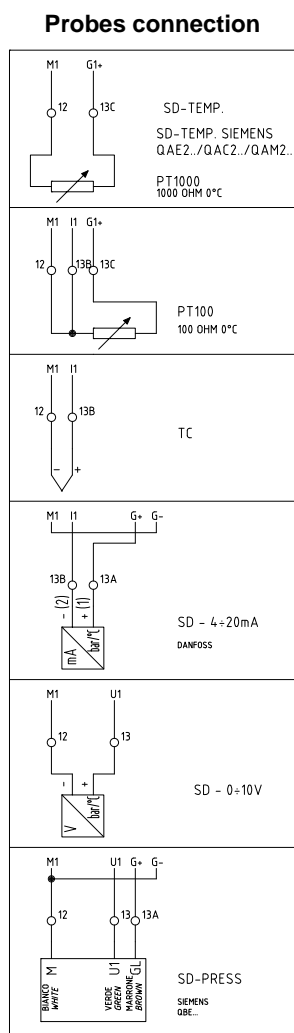 Probes connection
M1 G1+
12 13C
SD-TEMP.
SD-TEMP. SIEMENS
QAE2../QAC2../QAM2..
PT1000
1000 OHM 0°C
M1 I1 G1+
12 13B 13C
PT100
100 OHM 0°C
M1 I1
12 13B
- +
TC
M1 I1 G+ G-
13B 13A
- (2) + (1)
mA bar/°C
SD - 4÷20mA
DANFOSS
M1 U1
12 13
- +
V bar/°C
SD - 0÷10V
M1 U1 G+ G-
12 13 13A
M U1 GL
BIANCO VERDE MARRONE
WHITE GREEN BROWN
SD-PRESS
SIEMENS
QBE...